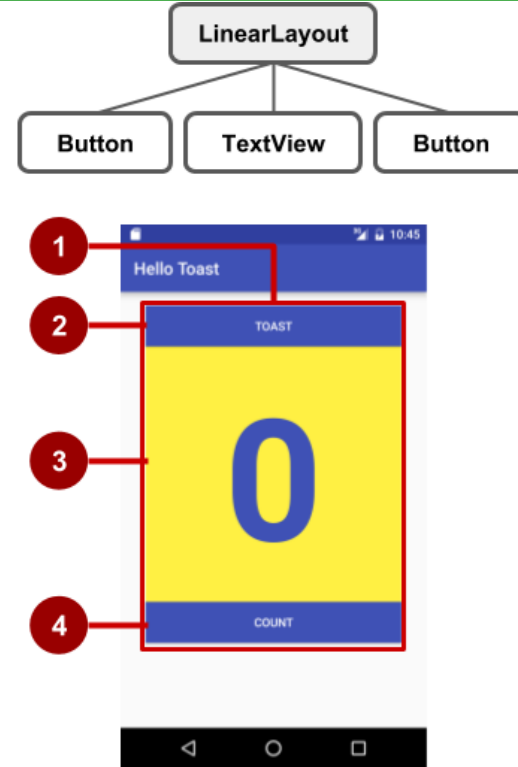 LinearLayout
Button TextView Button
10:45
1
Hello Toast
2
TOAST
3
0
4
COUNT